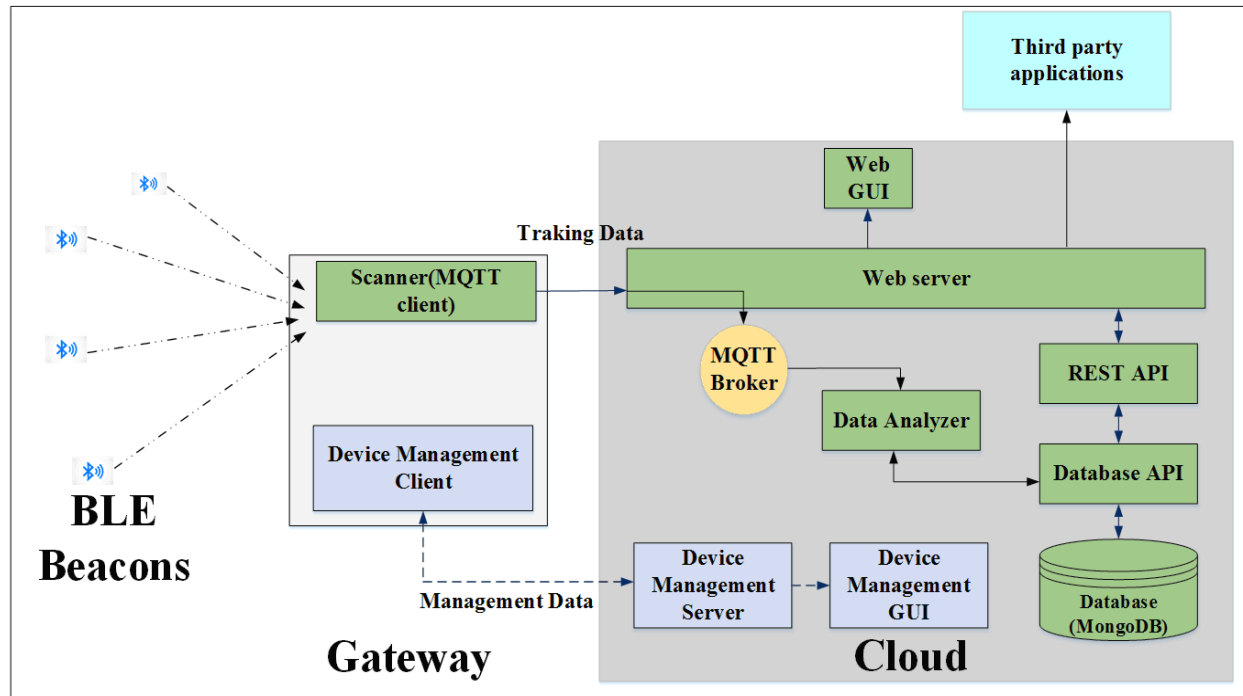 Third party
applications
Web
GUI
Traking Data
Scanner(MQTT
client)
Web server
MQTT
Broker
REST API
Data Analyzer
Device Management
Client
Database API
BLE
Beacons
Device
Management
Server
Device
Management
GUI
Management Data
Database
(MongoDB)
Gateway
Cloud